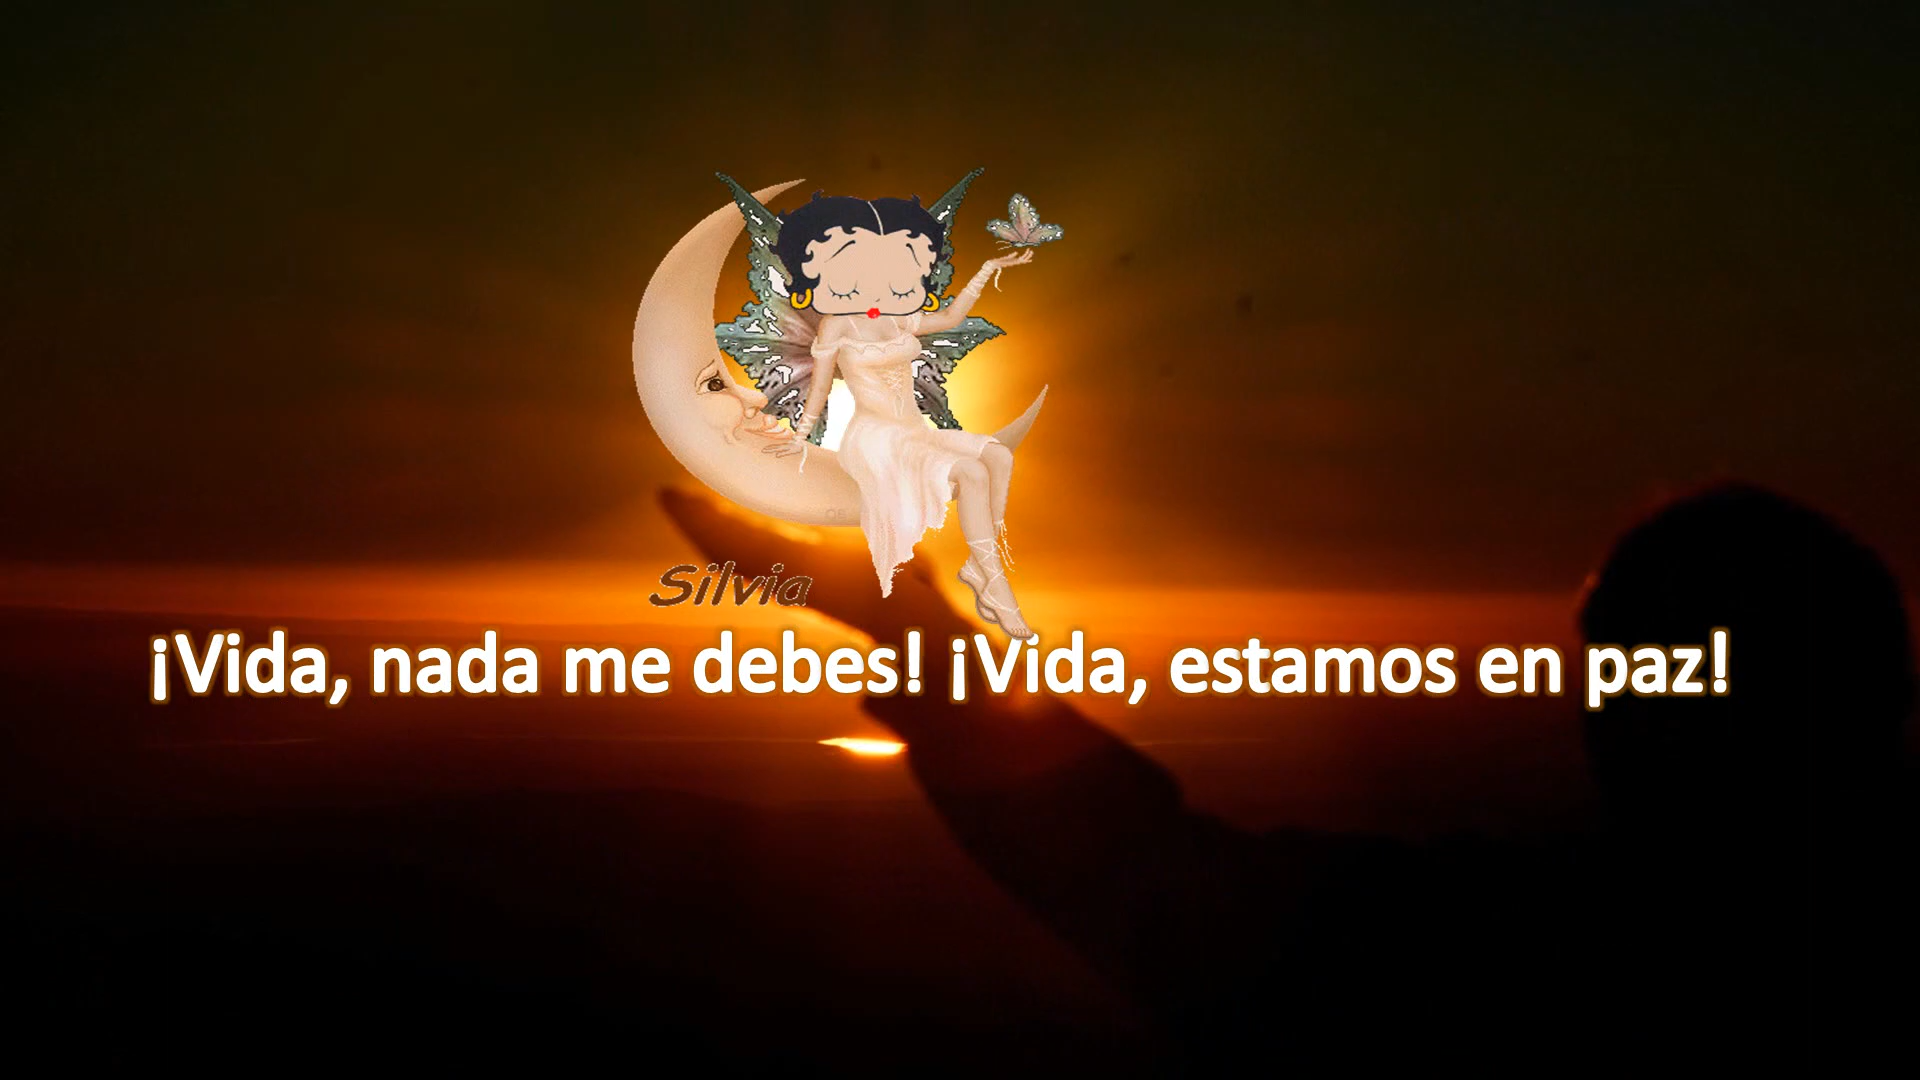 Silvia
¡Vida, nada me debes! ¡Vida, estamos en paz!